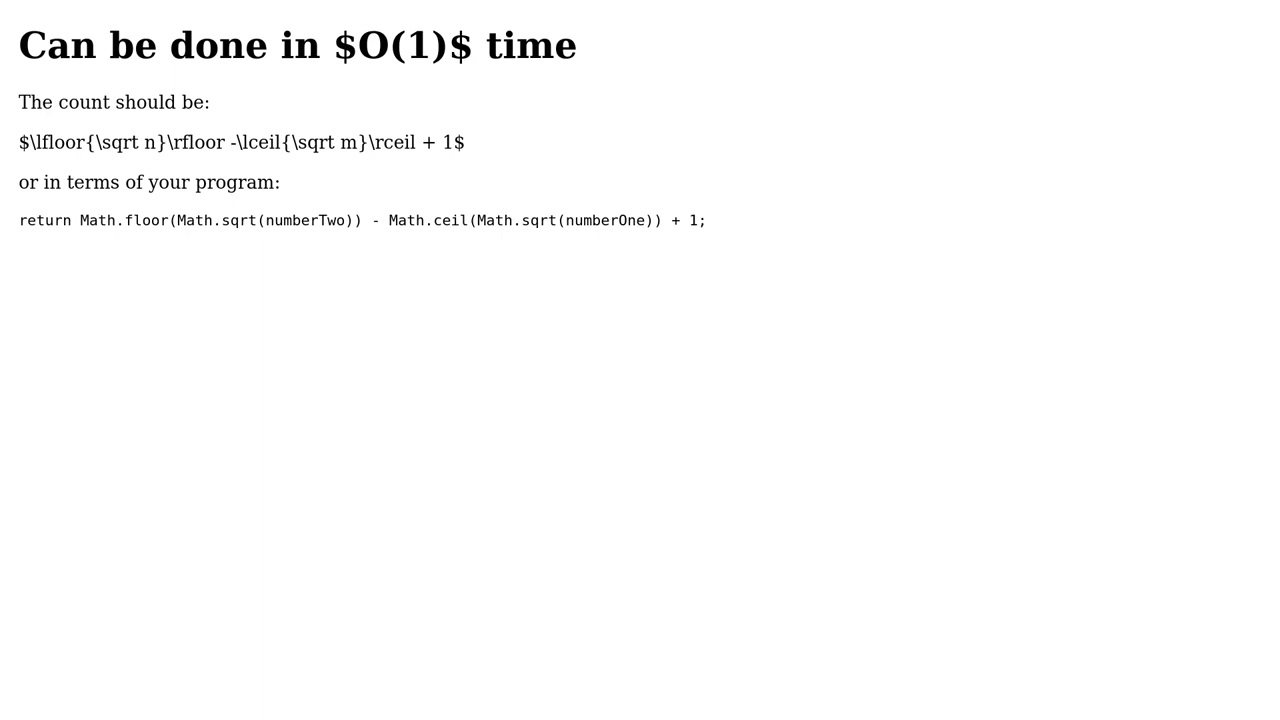 Can be done in $O(1)$ time
The count should be:
$\lfloor{\sqrt n}\rfloor -\lceil{\sqrt m}\rceil + 1$
or in terms of your program:
return Math.floor(Math.sqrt(numberTwo)) - Math.ceil(Math.sqrt(numberOne)) + 1;